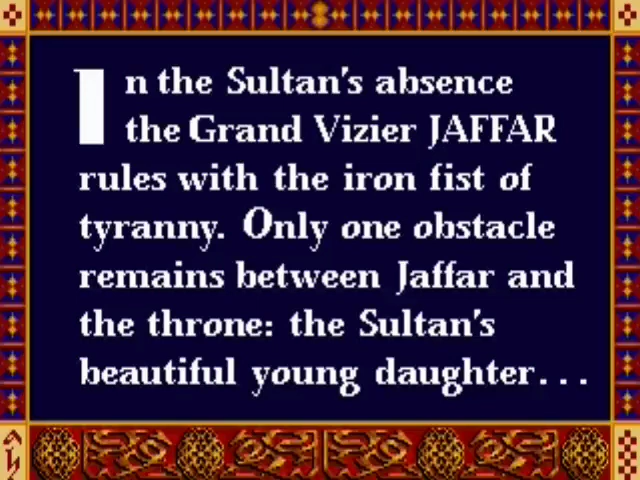 In the Sultan's absence
the Grand Vizier JAFFAR
rules with the iron fist of
tyranny. Only one obstacle
remains between Jaffar and
the throne: the Sultan's
beautiful young daughter...